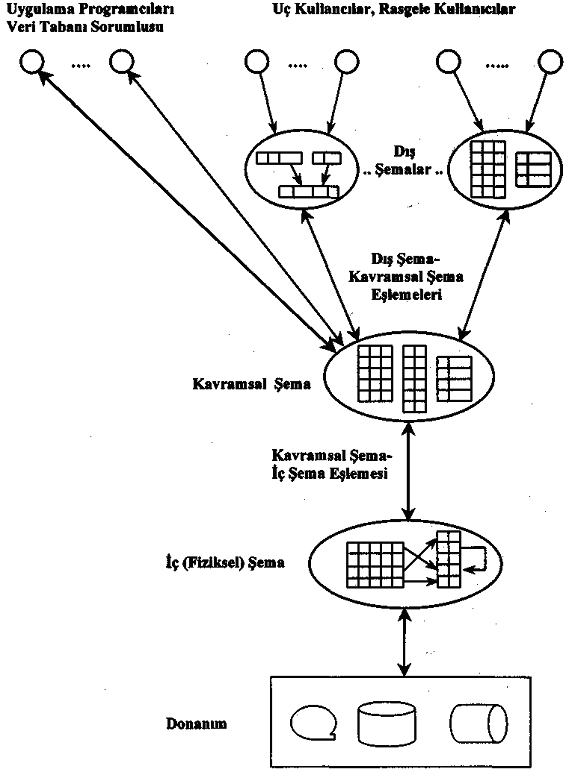 Uygulama Programcıları
Veri Tabanı Sorumlusu
Uç Kullancılar, Rasgele Kullanıcılar
.... .... .....
Dış
.. Şemalar ..
Dış Şema-
Kavramsal Şema
Eşlemeleri
Kavramsal Şema
Kavramsal Şema-
İç Şema Eşlemesi
İç (Fiziksel) Şema
Donanım